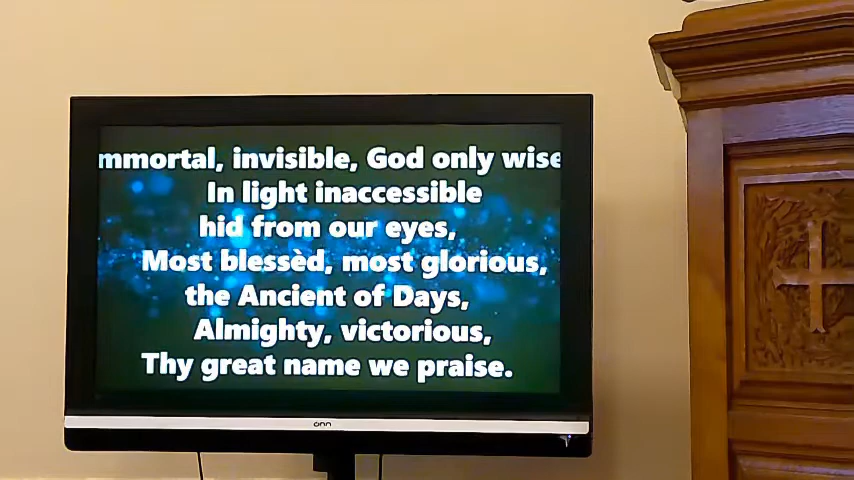 mmortal, invisible, God only wise
In light inaccessible
hid from our eyes,
Most blessèd, most glorious,
the Ancient of Days,
Almighty, victorious,
Thy great name we praise.
onn